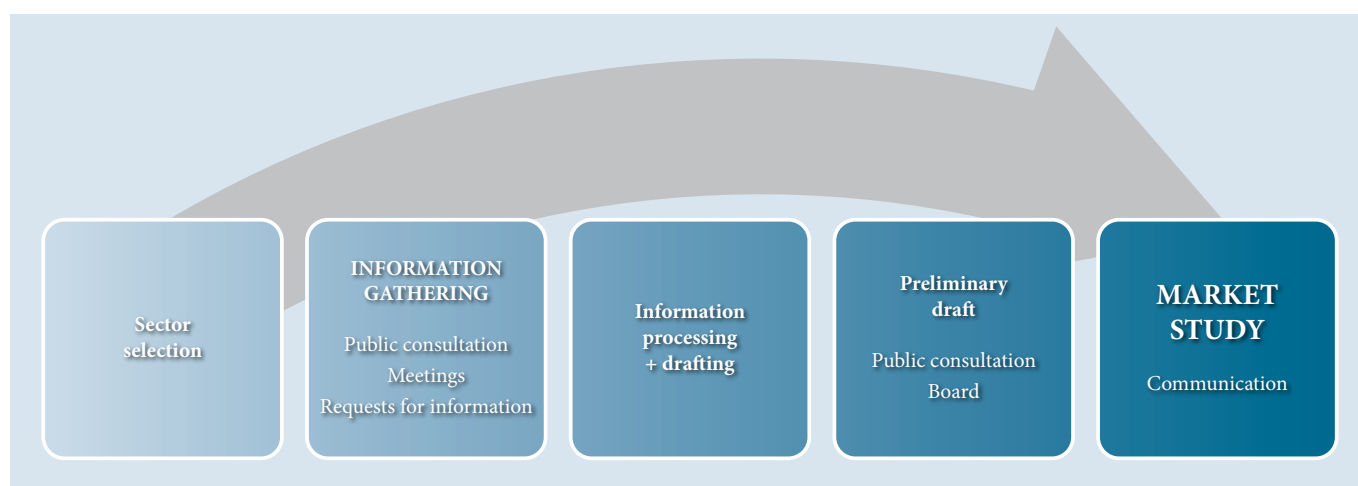 Sector
selection
INFORMATION
GATHERING
Public consultation
Meetings
Requests for information
Information
processing
+ drafting
Preliminary
draft
Public consultation
Board
MARKET
STUDY
Communication